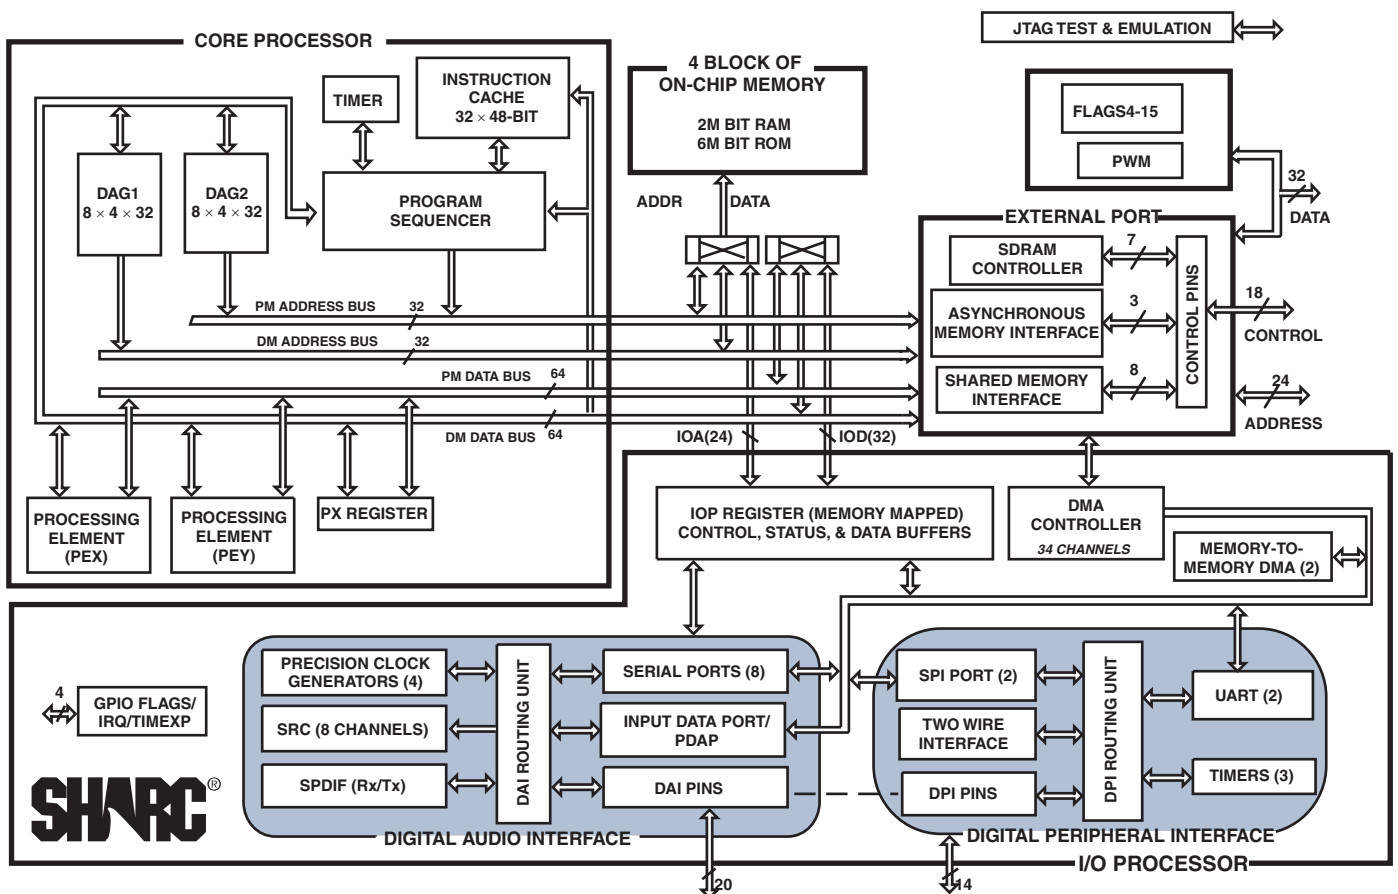 CORE PROCESSOR
TIMER
INSTRUCTION
CACHE
32 × 48-BIT
DAG1
8 × 4 × 32
DAG2
8 × 4 × 32
PROGRAM
SEQUENCER
PM ADDRESS BUS
32
DM ADDRESS BUS
32
PM DATA BUS
64
DM DATA BUS
64
PROCESSING
ELEMENT
(PEX)
PROCESSING
ELEMENT
(PEY)
PX REGISTER
4 BLOCK OF
ON-CHIP MEMORY
2M BIT RAM
6M BIT ROM
ADDR
DATA
IOA(24)
IOD(32)
JTAG TEST & EMULATION
FLAGS4-15
PWM
32
DATA
EXTERNAL PORT
SDRAM
CONTROLLER
7
ASYNCHRONOUS
MEMORY INTERFACE
3
SHARED MEMORY
INTERFACE
8
CONTROL PINS
18
CONTROL
24
ADDRESS
IOP REGISTER (MEMORY MAPPED)
CONTROL, STATUS, & DATA BUFFERS
DMA
CONTROLLER
34 CHANNELS
MEMORY-TO-
MEMORY DMA (2)
4
GPIO FLAGS/
IRQ/TIMEXP
PRECISION CLOCK
GENERATORS (4)
SRC (8 CHANNELS)
SPDIF (Rx/Tx)
DAI ROUTING UNIT
SERIAL PORTS (8)
INPUT DATA PORT/
PDAP
DAI PINS
DIGITAL AUDIO INTERFACE
20
SPI PORT (2)
TWO WIRE
INTERFACE
DPI PINS
DPI ROUTING UNIT
UART (2)
TIMERS (3)
DIGITAL PERIPHERAL INTERFACE
14
I/O PROCESSOR
SHARC®